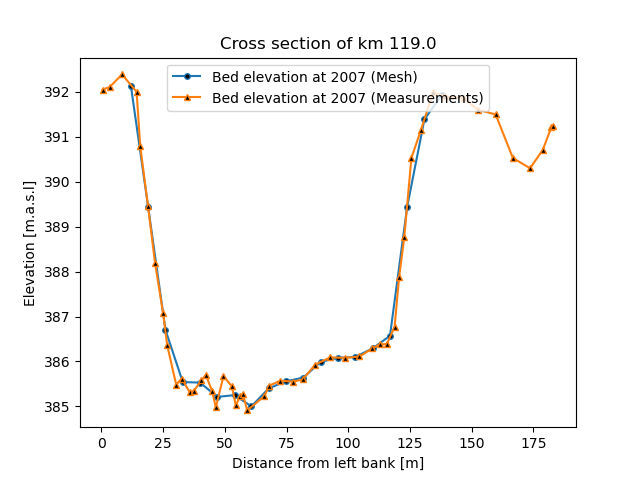 Cross section of km 119.0
Bed elevation at 2007 (Mesh)
Bed elevation at 2007 (Measurements)
Elevation [m.a.s.l]
392
391
390
389
388
387
386
385
0 25 50 75 100 125 150 175
Distance from left bank [m]